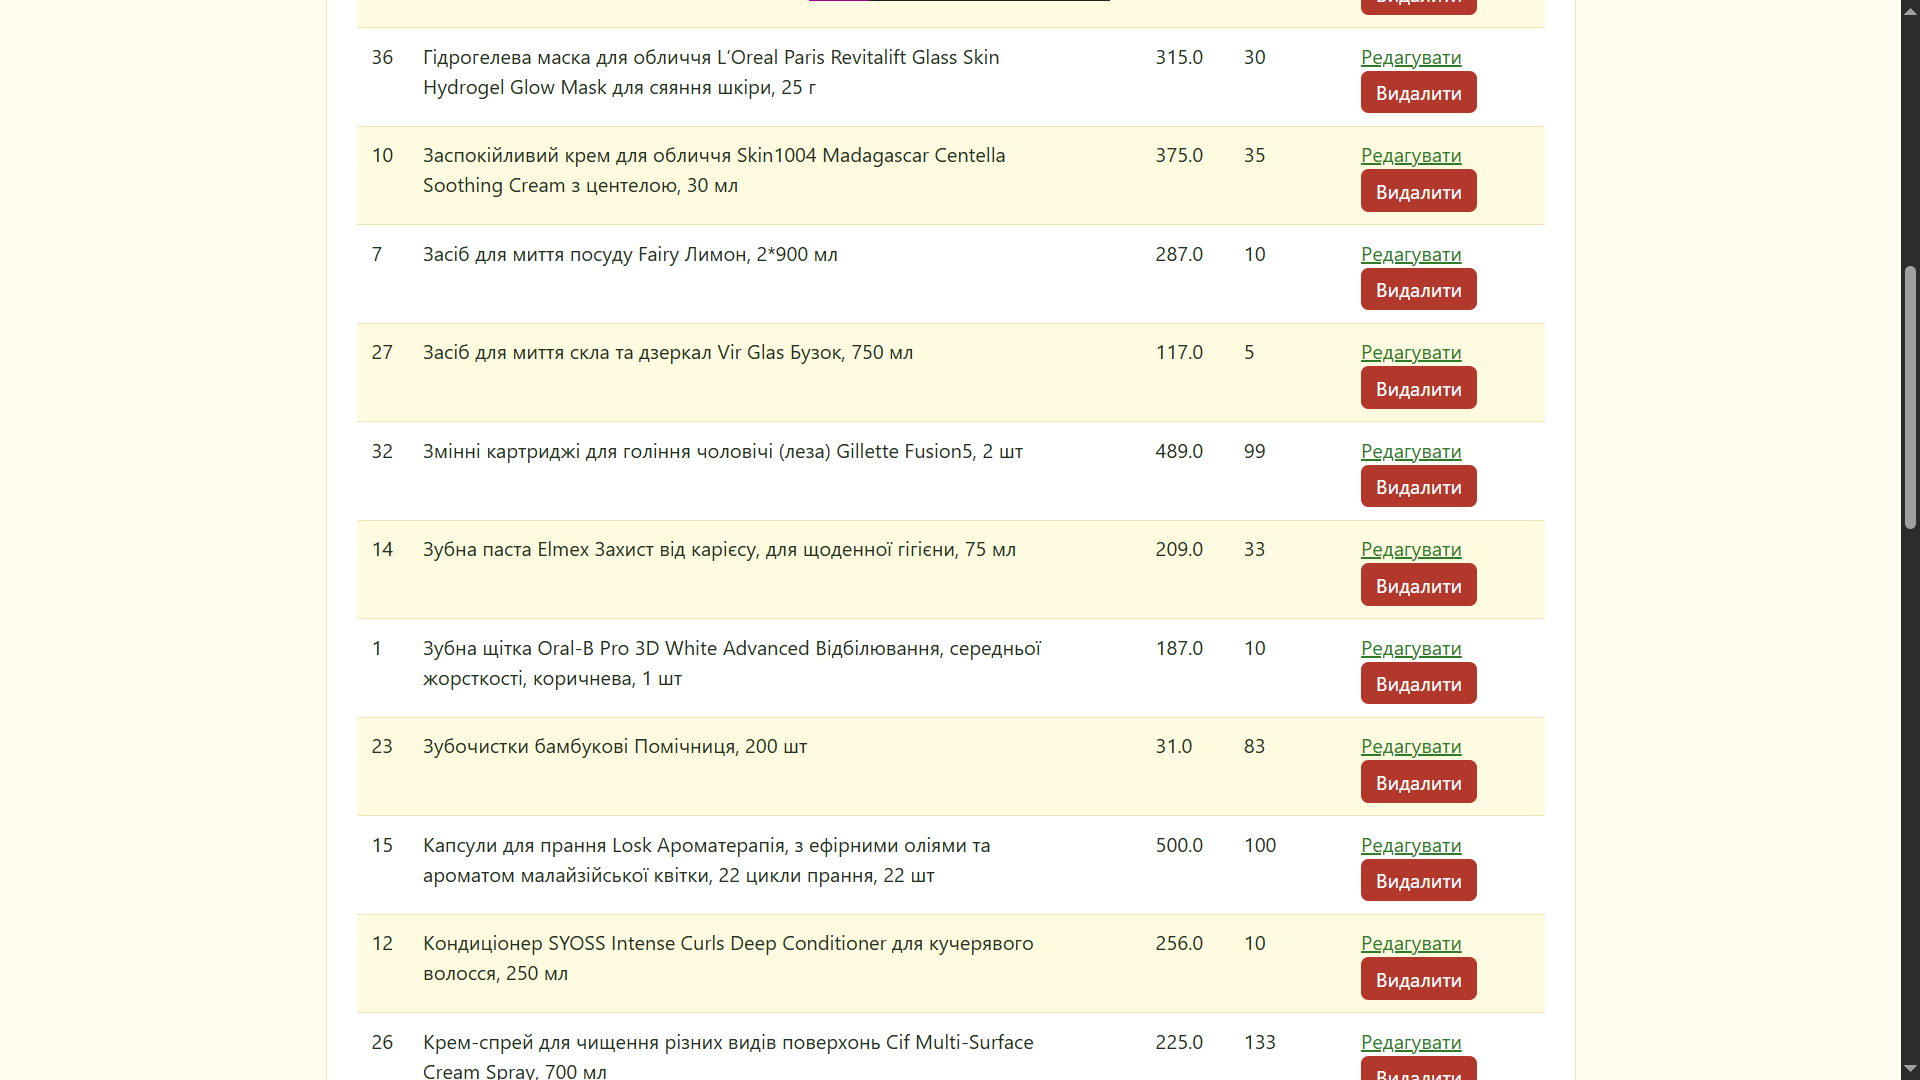 Видалити
36 Гідрогелева маска для обличчя L’Oreal Paris Revitalift Glass Skin 315.0 30 Редагувати
Hydrogel Glow Mask для сяяння шкіри, 25 г
Видалити
10 Заспокійливий крем для обличчя Skin1004 Madagascar Centella 375.0 35 Редагувати
Soothing Cream з центелою, 30 мл
Видалити
7 Засіб для миття посуду Fairy Лимон, 2*900 мл 287.0 10 Редагувати
Видалити
27 Засіб для миття скла та дзеркал Vir Glas Бузок, 750 мл 117.0 5 Редагувати
Видалити
32 Змінні картриджі для гоління чоловічі (леза) Gillette Fusion5, 2 шт 489.0 99 Редагувати
Видалити
14 Зубна паста Elmex Захист від карієсу, для щоденної гігієни, 75 мл 209.0 33 Редагувати
Видалити
1 Зубна щітка Oral-B Pro 3D White Advanced Відбілювання, середньої 187.0 10 Редагувати
жорсткості, коричнева, 1 шт
Видалити
23 Зубочистки бамбукові Помічниця, 200 шт 31.0 83 Редагувати
Видалити
15 Капсули для прання Losk Ароматерапія, з ефірними оліями та 500.0 100 Редагувати
ароматом малайзійської квітки, 22 цикли прання, 22 шт
Видалити
12 Кондиціонер SYOSS Intense Curls Deep Conditioner для кучерявого 256.0 10 Редагувати
волосся, 250 мл
Видалити
26 Крем-спрей для чищення різних видів поверхонь Cif Multi-Surface 225.0 133 Редагувати
Cream Spray, 700 мл
Видалити